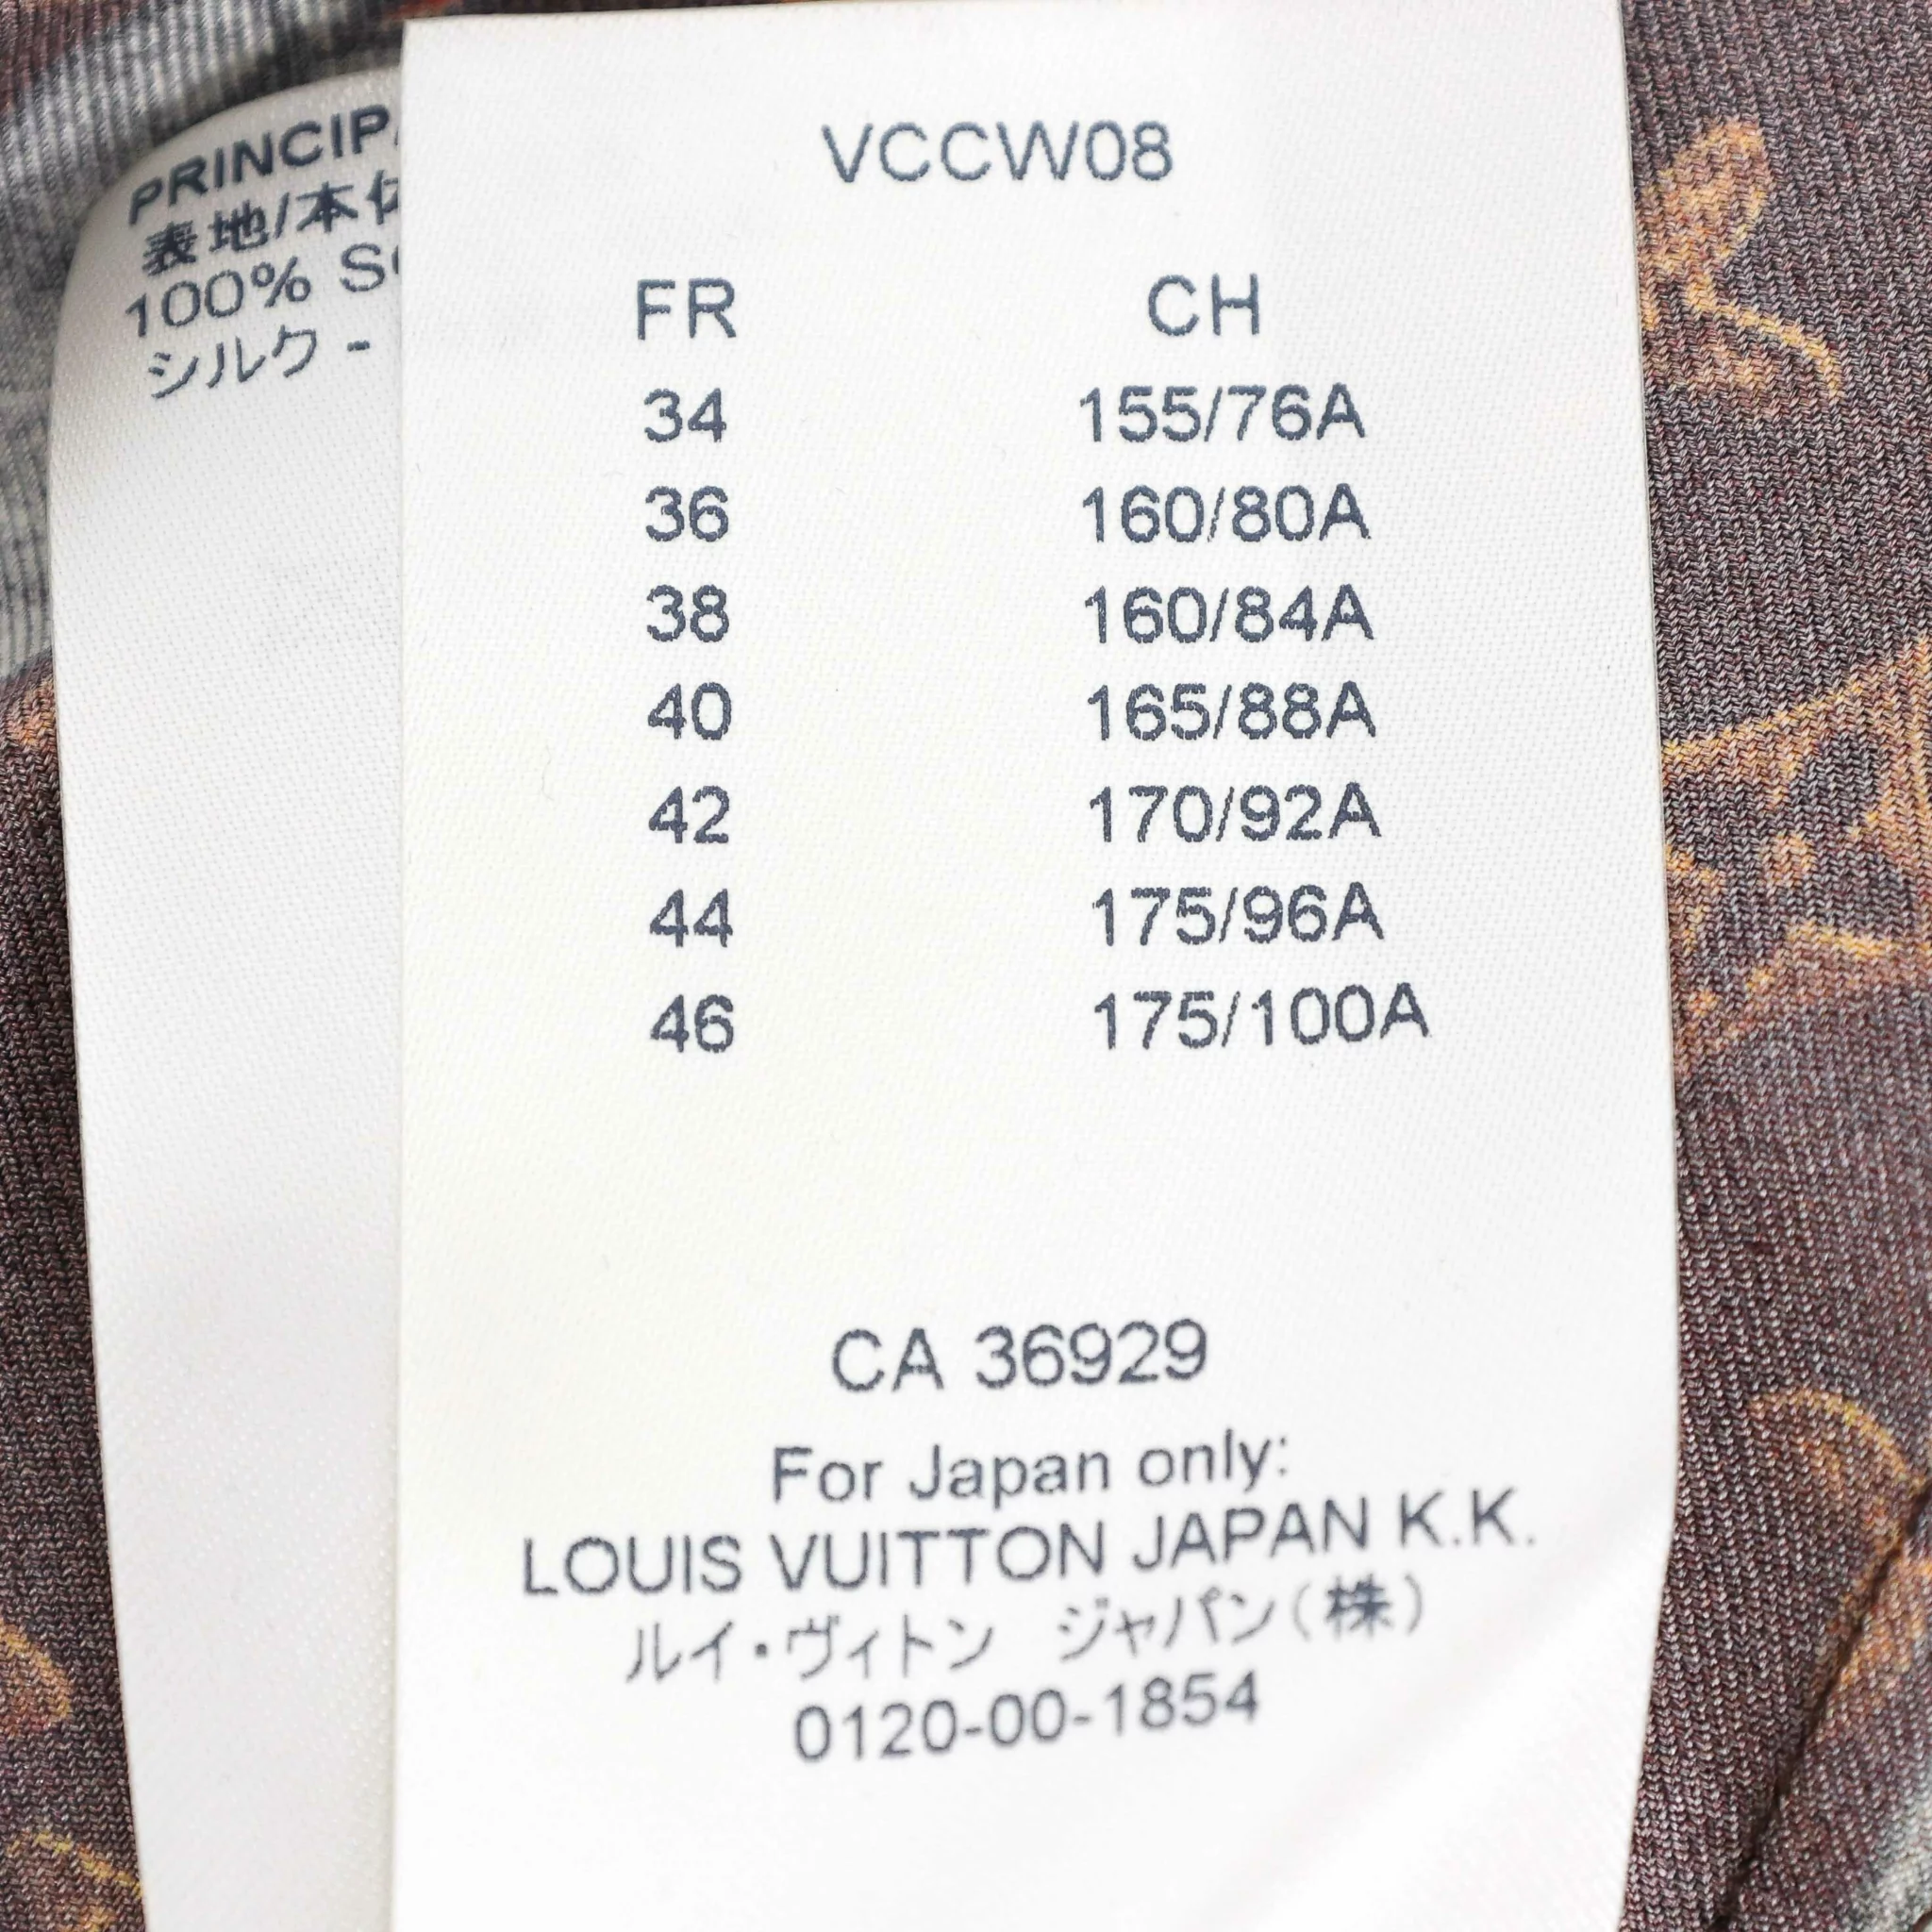 表地/本
100%
シルク -
VCCW08
FR CH
34 155/76A
36 160/80A
38 160/84A
40 165/88A
42 170/92A
44 175/96A
46 175/100A
CA 36929
For Japan only:
LOUIS VUITTON JAPAN K.K.
ルイ・ヴィトン ジャパン(株)
0120-00-1854